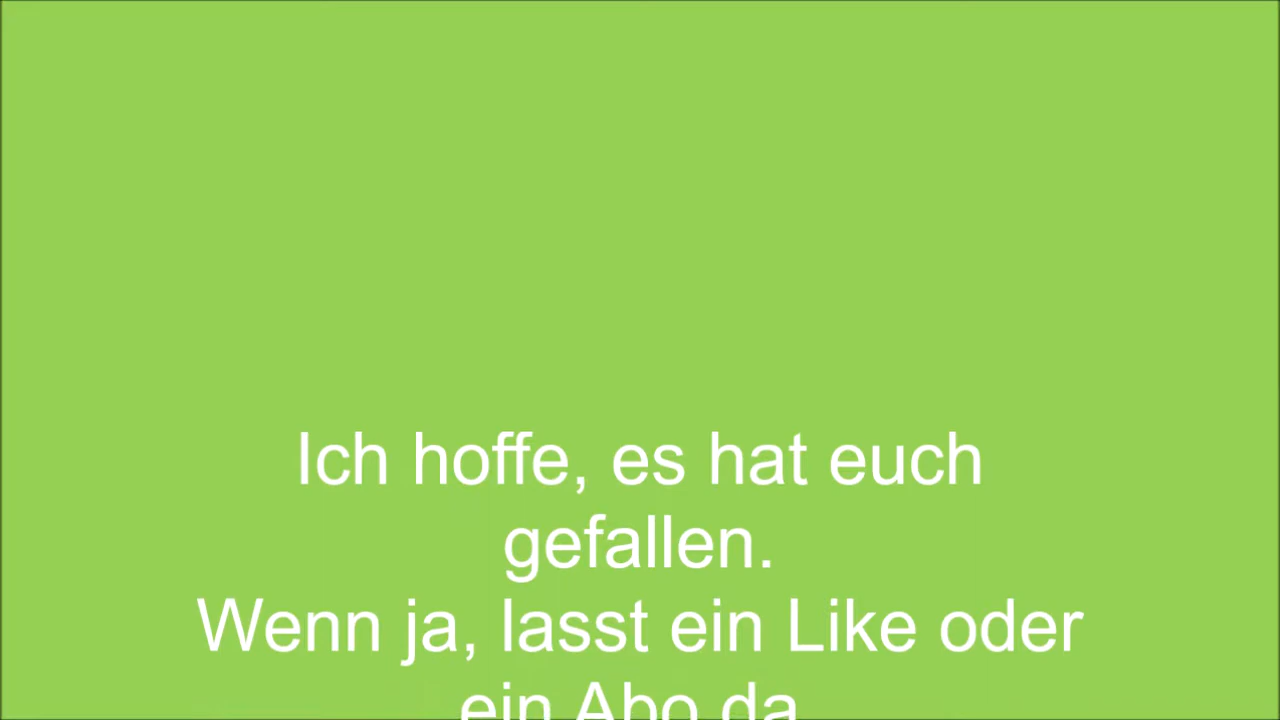 Ich hoffe, es hat euch
gefallen.
Wenn ja, lasst ein Like oder
ein Abo da